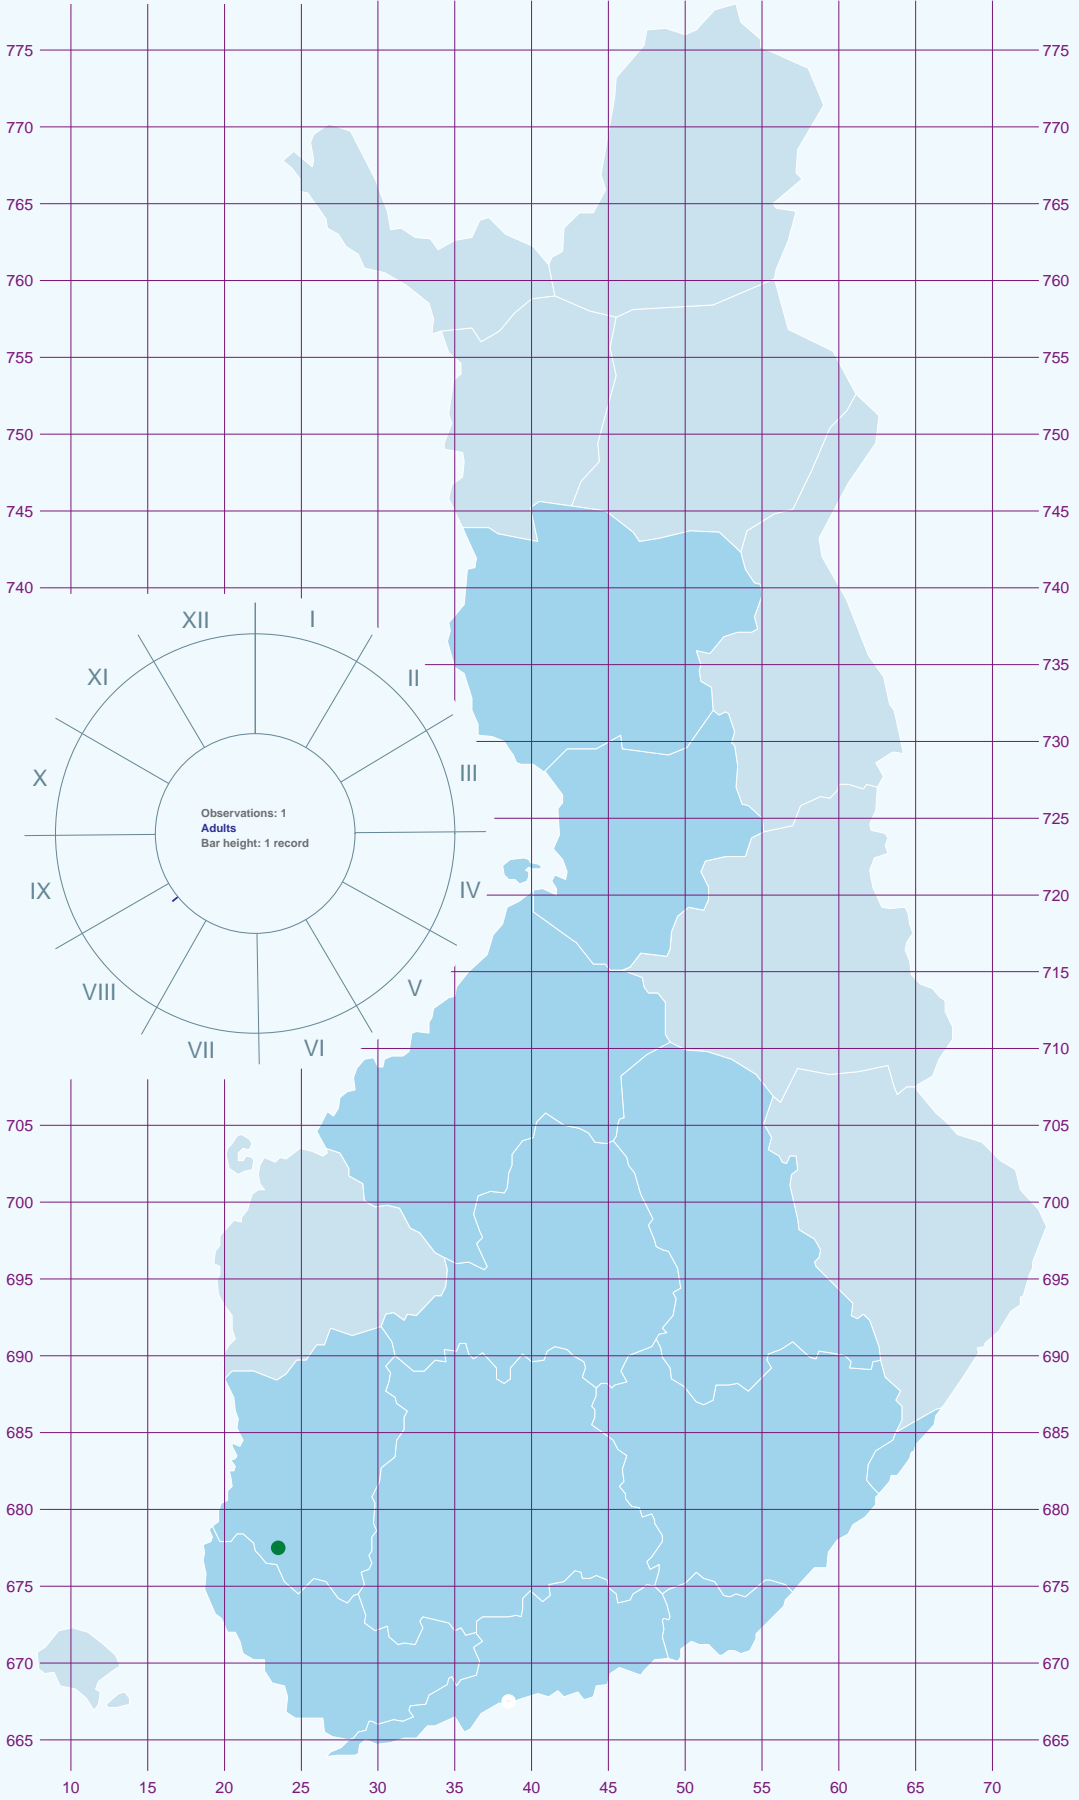 775 775
770 770
765 765
760 760
755 755
750 750
745 745
740 740
XII I
XI II
735
X III
730
Observations: 1
Adults
Bar height: 1 record
725
IX IV
720
VIII V
715
VII VI
710
705 705
700 700
695 695
690 690
685 685
680 680
675 675
670 670
665 665
10 15 20 25 30 35 40 45 50 55 60 65 70